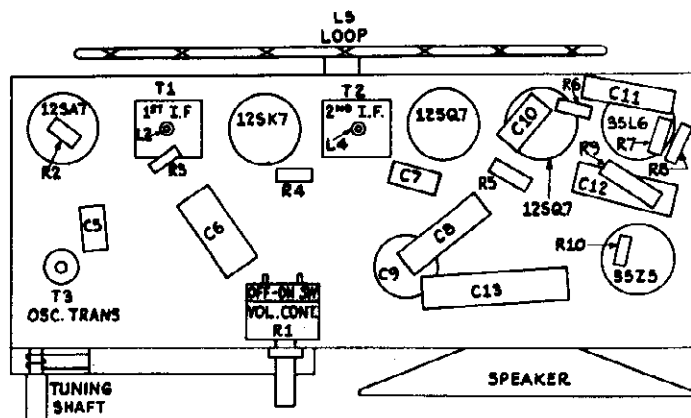 L5
LOOP
T1
T2
12SA7
1ST I.F.
L2
12SK7
2ND I.F.
L4
12SQ7
C10
R6
C11
35L6
R7
R8
R2
R3
R4
C7
R5
12SQ7
R9
C12
C5
C6
C8
C9
R10
35Z5
T3
OSC. TRANS
OFF-ON SW
VOL. CONT.
R1
C13
TUNING
SHAFT
SPEAKER